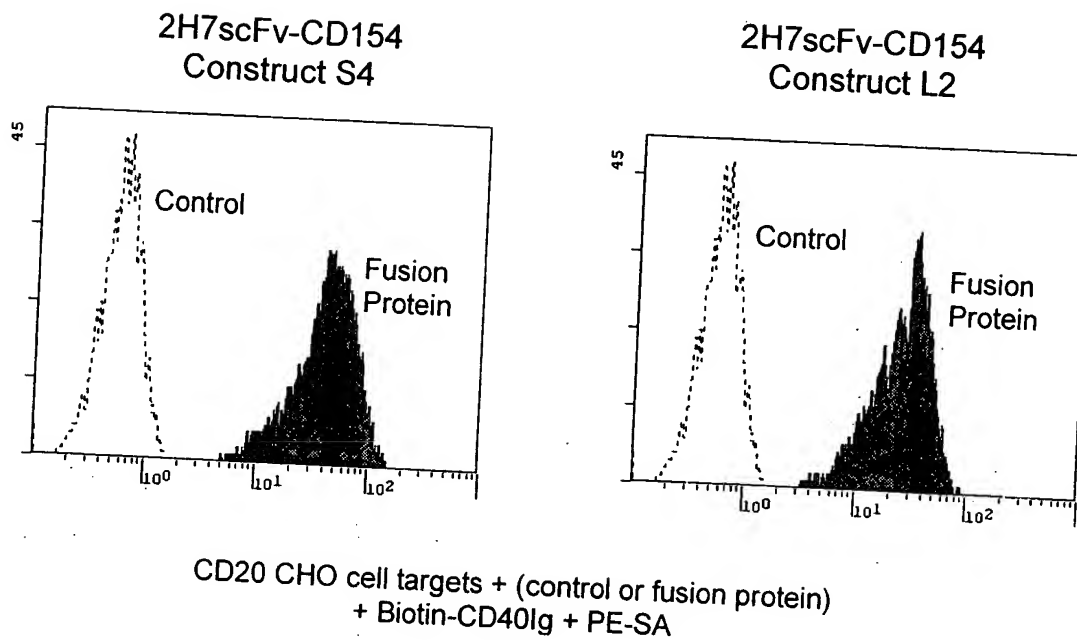 2H7scFv-CD154
Construct S4
2H7scFv-CD154
Construct L2
45
Control
Fusion
Protein
10⁰
10¹
10²
45
Control
Fusion
Protein
10⁰
10¹
10²
CD20 CHO cell targets + (control or fusion protein)
+ Biotin-CD40Ig + PE-SA